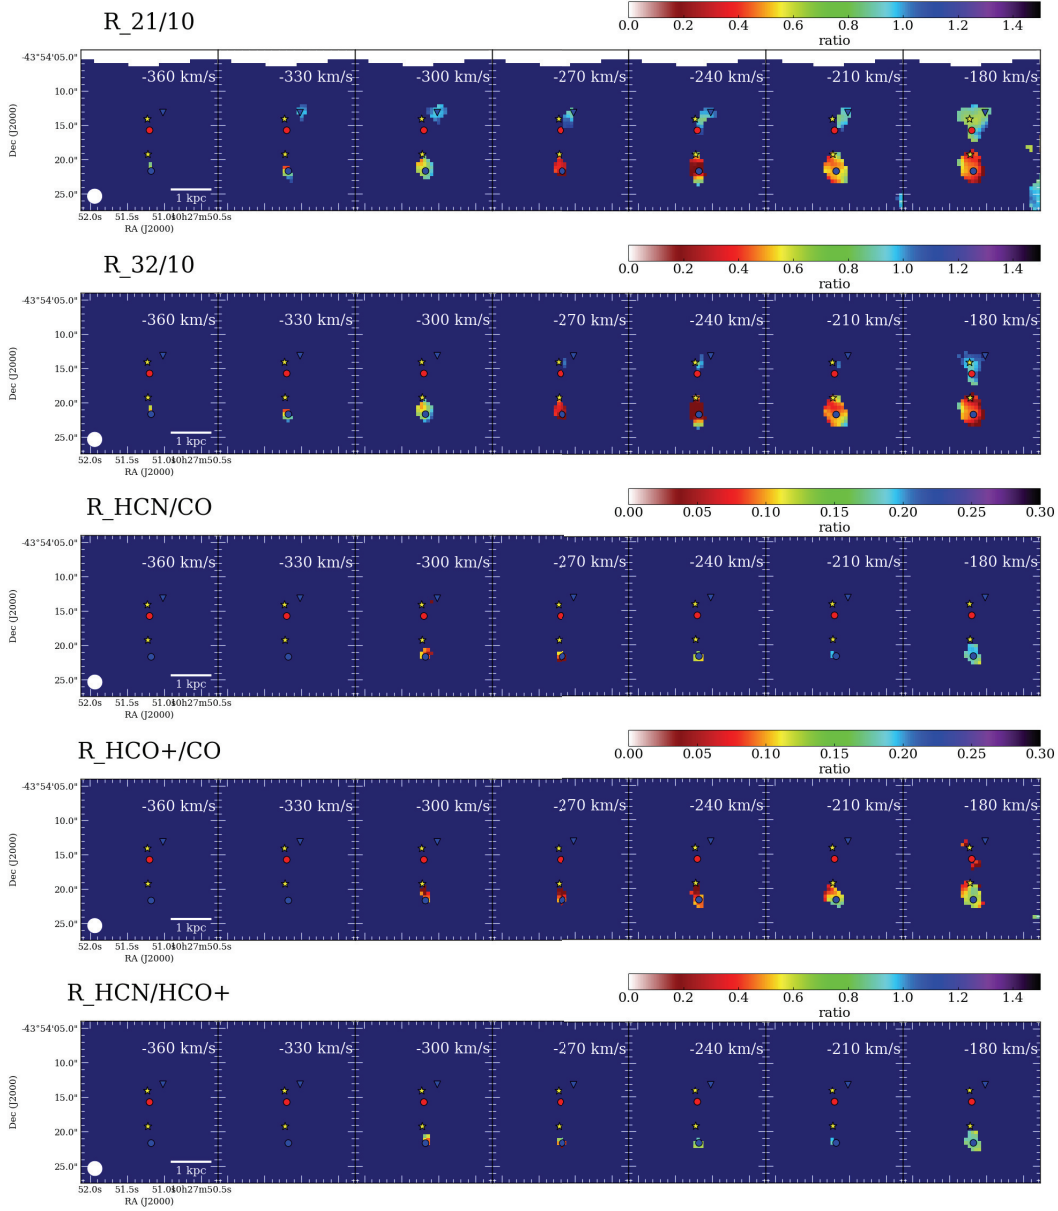 R_21/10
0.0 0.2 0.4 0.6 0.8 1.0 1.2 1.4
ratio
-43°54'05.0"
10.0"
15.0"
20.0"
25.0"
Dec (J2000)
-360 km/s -330 km/s -300 km/s -270 km/s -240 km/s -210 km/s -180 km/s
1 kpc
52.0s 51.5s 51.0s 10h27m50.5s
RA (J2000)
R_32/10
0.0 0.2 0.4 0.6 0.8 1.0 1.2 1.4
ratio
-43°54'05.0"
10.0"
15.0"
20.0"
25.0"
Dec (J2000)
-360 km/s -330 km/s -300 km/s -270 km/s -240 km/s -210 km/s -180 km/s
1 kpc
52.0s 51.5s 51.0s 10h27m50.5s
RA (J2000)
R_HCN/CO
0.00 0.05 0.10 0.15 0.20 0.25 0.30
ratio
-43°54'05.0"
10.0"
15.0"
20.0"
25.0"
Dec (J2000)
-360 km/s -330 km/s -300 km/s -270 km/s -240 km/s -210 km/s -180 km/s
1 kpc
52.0s 51.5s 51.0s 10h27m50.5s
RA (J2000)
R_HCO+/CO
0.00 0.05 0.10 0.15 0.20 0.25 0.30
ratio
-43°54'05.0"
10.0"
15.0"
20.0"
25.0"
Dec (J2000)
-360 km/s -330 km/s -300 km/s -270 km/s -240 km/s -210 km/s -180 km/s
1 kpc
52.0s 51.5s 51.0s 10h27m50.5s
RA (J2000)
R_HCN/HCO+
0.0 0.2 0.4 0.6 0.8 1.0 1.2 1.4
ratio
-43°54'05.0"
10.0"
15.0"
20.0"
25.0"
Dec (J2000)
-360 km/s -330 km/s -300 km/s -270 km/s -240 km/s -210 km/s -180 km/s
1 kpc
52.0s 51.5s 51.0s 10h27m50.5s
RA (J2000)